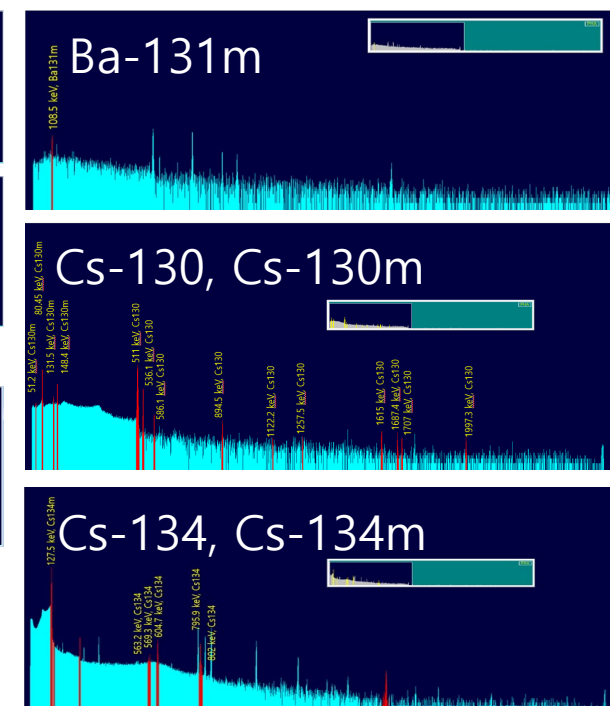 Ba-131m
108.5 keV, Ba131m
Cs-130, Cs-130m
51.2 keV, Cs130m
80.45 keV, Cs130m
131.5 keV, Cs130m
148.4 keV, Cs130m
511 keV, Cs130
536.1 keV, Cs130
586.1 keV, Cs130
894.5 keV, Cs130
1122.2 keV, Cs130
1257.5 keV, Cs130
1615 keV, Cs130
1687.4 keV, Cs130
1707 keV, Cs130
1997.3 keV, Cs130
Cs-134, Cs-134m
127.5 keV, Cs134m
563.2 keV, Cs134
569.3 keV, Cs134
604.7 keV, Cs134
795.9 keV, Cs134
802 keV, Cs134